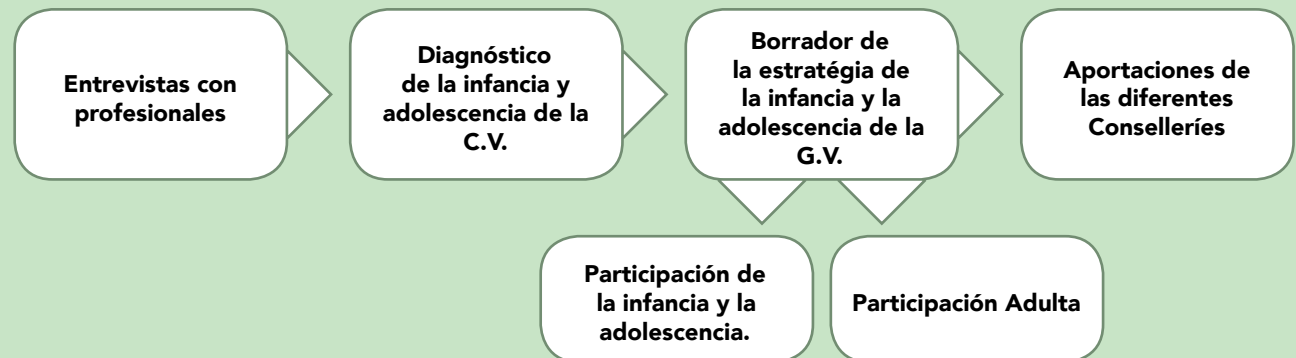 Entrevistas con
profesionales
Diagnóstico
de la infancia y
adolescencia de la
C.V.
Borrador de
la estratégia de
la infancia y la
adolescencia de la
G.V.
Aportaciones de
las diferentes
Conselleríes
Participación de
la infancia y la
adolescencia.
Participación Adulta